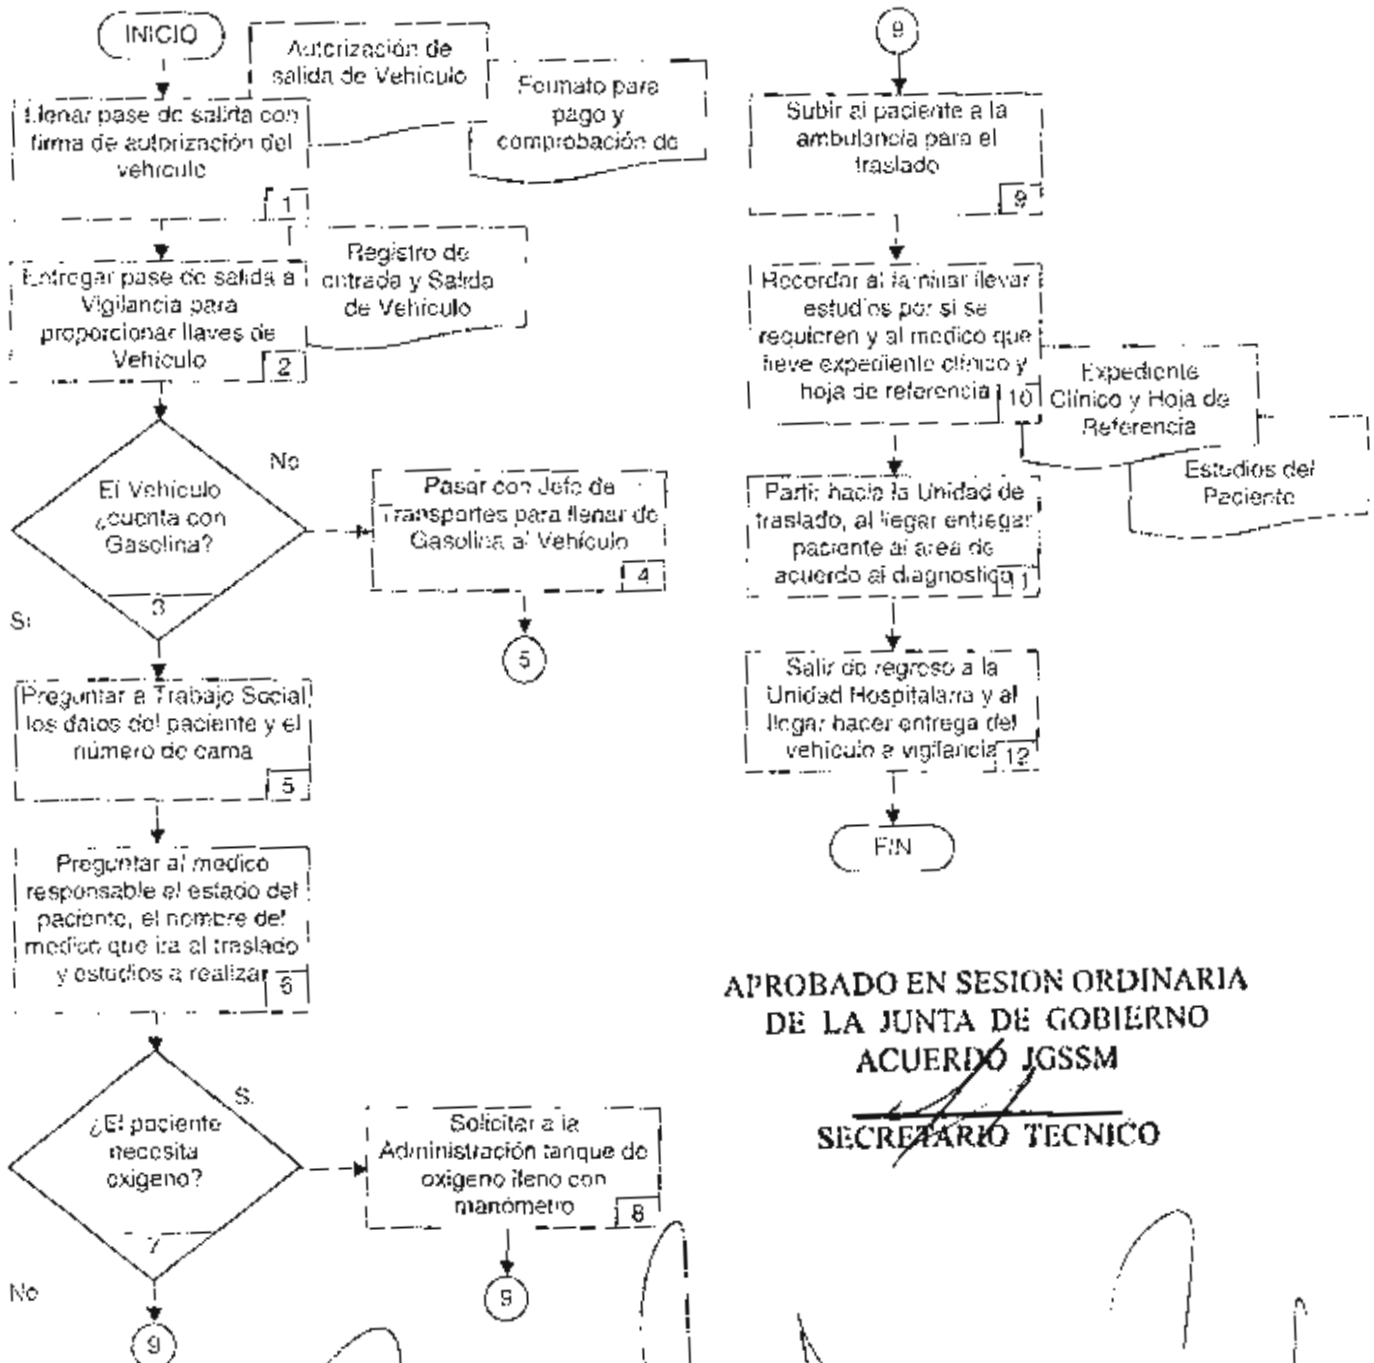 INICIO
Autorización de
salida de Vehículo
Formato para
pago y
comprobación de
Llenar pase de salida con
firma de autorización del
vehículo
1
Registro de
entrada y Salida
de Vehículo
Entregar pase de salida a
Vigilancia para
proporcionar llaves de
Vehículo
2
El Vehículo
¿cuenta con
Gasolina?
3
No
Si
Pasar con Jefe de
Transportes para llenar de
Gasolina al Vehículo
4
5
Preguntar a Trabajo Social
los datos del paciente y el
número de cama
5
Preguntar al medico
responsable el estado del
paciente, el nombre del
medico que ira al traslado
y estudios a realizar
6
¿El paciente
necesita
oxigeno?
7
Si
No
Solicitar a la
Administración tanque de
oxigeno lleno con
manómetro
8
9
9
9
Subir al paciente a la
ambulancia para el
traslado
9
Recordar al familiar llevar
estudios por si se
requieren y al medico que
lleve expediente clínico y
hoja de referencia
10
Expediente
Clínico y Hoja de
Referencia
Estudios del
Paciente
Partir hacia la Unidad de
traslado, al llegar entregar
paciente al area de
acuerdo al diagnostico
11
Salir de regreso a la
Unidad Hospitalaria y al
llegar hacer entrega del
vehículo a vigilancia
12
FIN
APROBADO EN SESION ORDINARIA
DE LA JUNTA DE GOBIERNO
ACUERDO JGSSM
SECRETARIO TECNICO